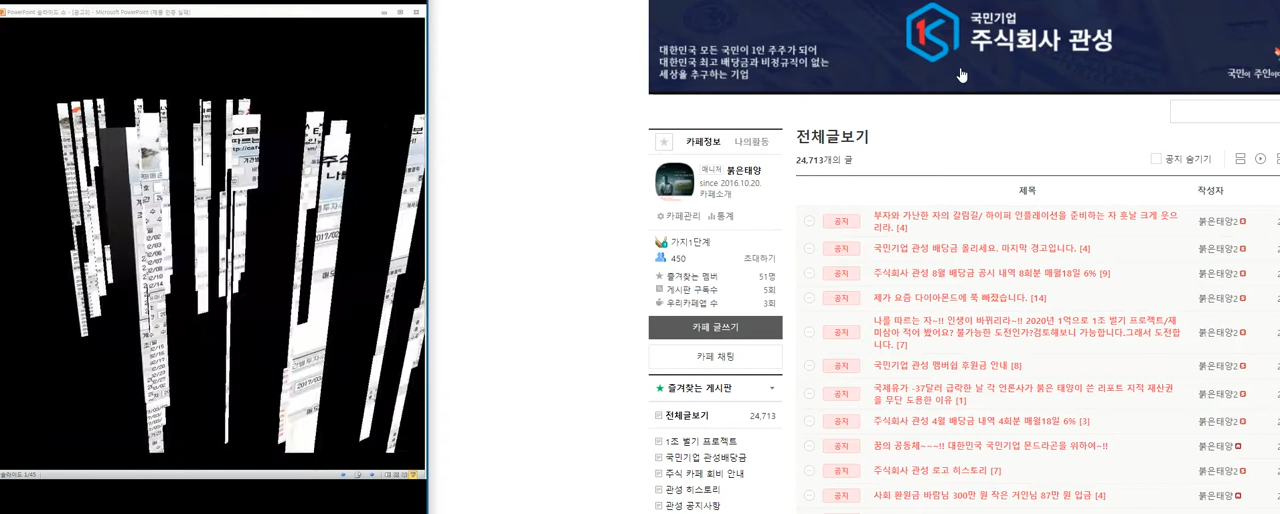 PowerPoint 슬라이드 쇼 - [광고2] - Microsoft PowerPoint (제품 인증 실패)
슬라이드 1/45
대한민국 모든 국민이 1인 주주가 되어
대한민국 최고 배당금과 비정규직이 없는
세상을 추구하는 기업
국민기업
주식회사 관성
국민이 주인이
카페정보 나의활동
매니저 붉은태양
since 2016.10.20.
카페소개
카페관리 통계
가지1단계
450 초대하기
즐겨찾는 멤버 51명
게시판 구독수 5회
우리카페앱 수 3회
카페 글쓰기
카페 채팅
즐겨찾는 게시판
전체글보기 24,713
1조 벌기 프로젝트
국민기업 관성배당금
주식 카페 회비 안내
관성 히스토리
관성 공지사항
전체글보기
24,713개의 글
공지 숨기기
제목 작성자
공지 부자와 가난한 자의 갈림길/ 하이퍼 인플레이션을 준비하는 자 훗날 크게 웃으
리라. [4] 붉은태양2
공지 국민기업 관성 배당금 올리세요. 마지막 경고입니다. [4] 붉은태양2
공지 주식회사 관성 8월 배당금 공시 내역 8회분 매월18일 6% [9] 붉은태양2
공지 제가 요즘 다이아몬드에 푹 빠졌습니다. [14] 붉은태양2
공지 나를 따르는 자~!! 인생이 바뀌리라~!! 2020년 1억으로 1조 벌기 프로젝트/재
미삼아 적어 봤어요? 불가능한 도전인가?검토해보니 가능합니다.그래서 도전합
니다. [7] 붉은태양2
공지 국민기업 관성 멤버쉽 후원금 안내 [8] 붉은태양2
공지 국제유가 -37달러 급락한 날 각 언론사가 붉은 태양이 쓴 리포트 지적 재산권
을 무단 도용한 이유 [1] 붉은태양2
공지 주식회사 관성 4월 배당금 내역 4회분 매월18일 6% [3] 붉은태양2
공지 꿈의 공동체~~~!! 대한민국 국민기업 몬드라곤을 위하여~!! 붉은태양
공지 주식회사 관성 로고 히스토리 [7] 붉은태양2
공지 사회 환원금 바람님 300만 원 작은 거인님 87만 원 입금 [4] 붉은태양